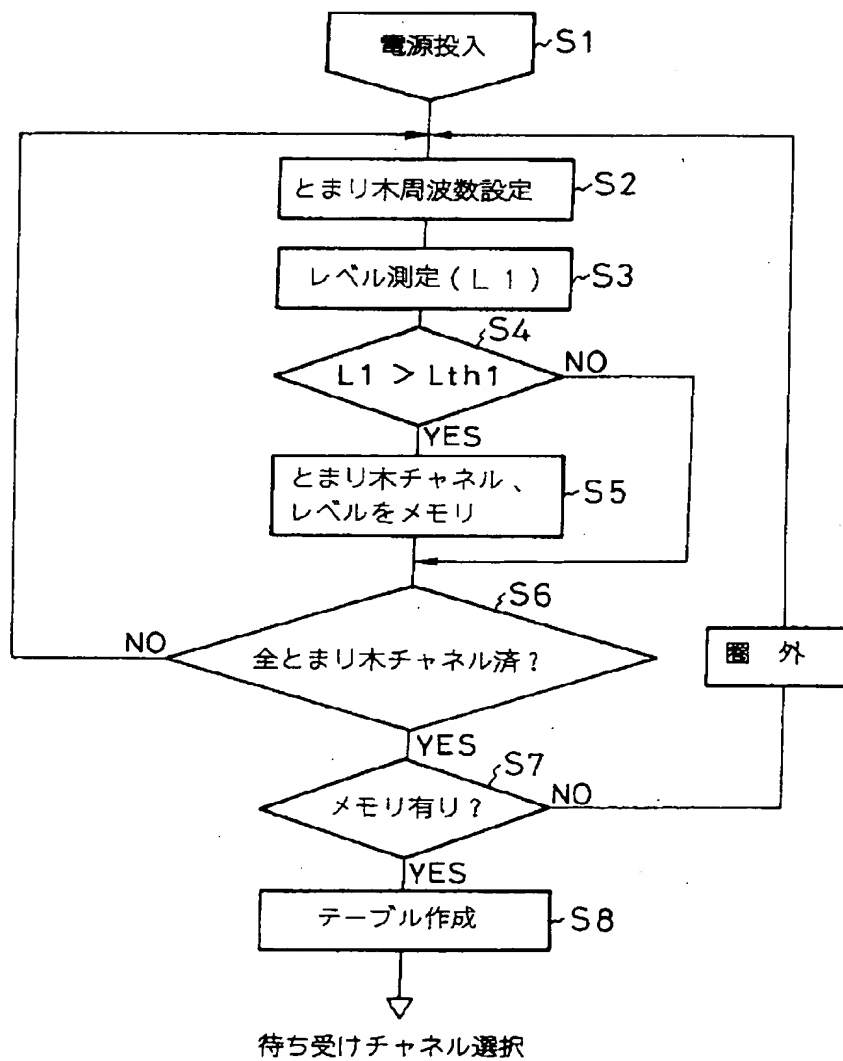 電源投入
S1
とまり木周波数設定
S2
レベル測定(L1)
S3
S4
L1 > Lth1
NO
YES
とまり木チャネル、
レベルをメモリ
S5
S6
NO
全とまり木チャネル済?
圏 外
YES
S7
メモリ有り?
NO
YES
テーブル作成
S8
待ち受けチャネル選択